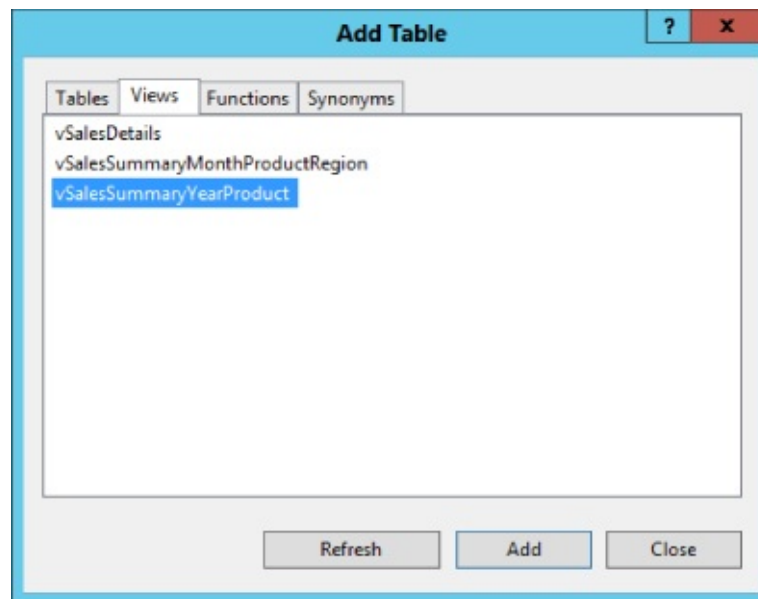 Add Table
? x
Tables Views Functions Synonyms
vSalesDetails
vSalesSummaryMonthProductRegion
vSalesSummaryYearProduct
Refresh Add Close